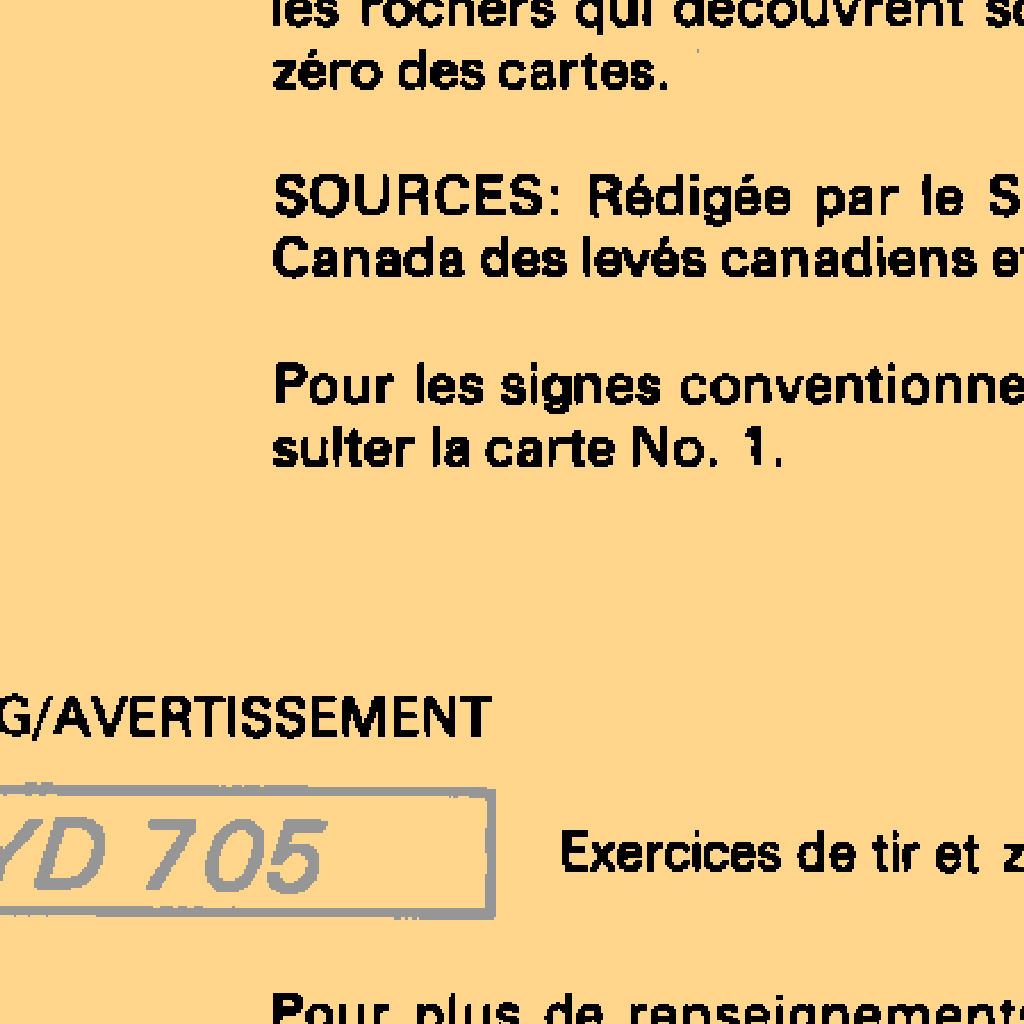 les rochers qui découvrent
zéro des cartes.
SOURCES: Rédigée par le S
Canada des levés canadiens et
Pour les signes conventionne
sulter la carte No. 1.
G/AVERTISSEMENT
YD 705
Exercices de tir et z
Pour plus de renseignements